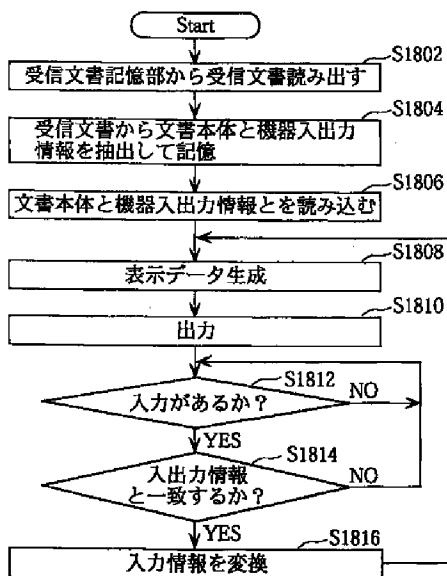 Start
S1802
受信文書記憶部から受信文書読み出す
S1804
受信文書から文書本体と機器入出力
情報を抽出して記憶
S1806
文書本体と機器入出力情報とを読み込む
S1808
表示データ生成
S1810
出力
S1812
入力があるか？
NO
YES
S1814
入出力情報
と一致するか？
NO
YES
S1816
入力情報を変換